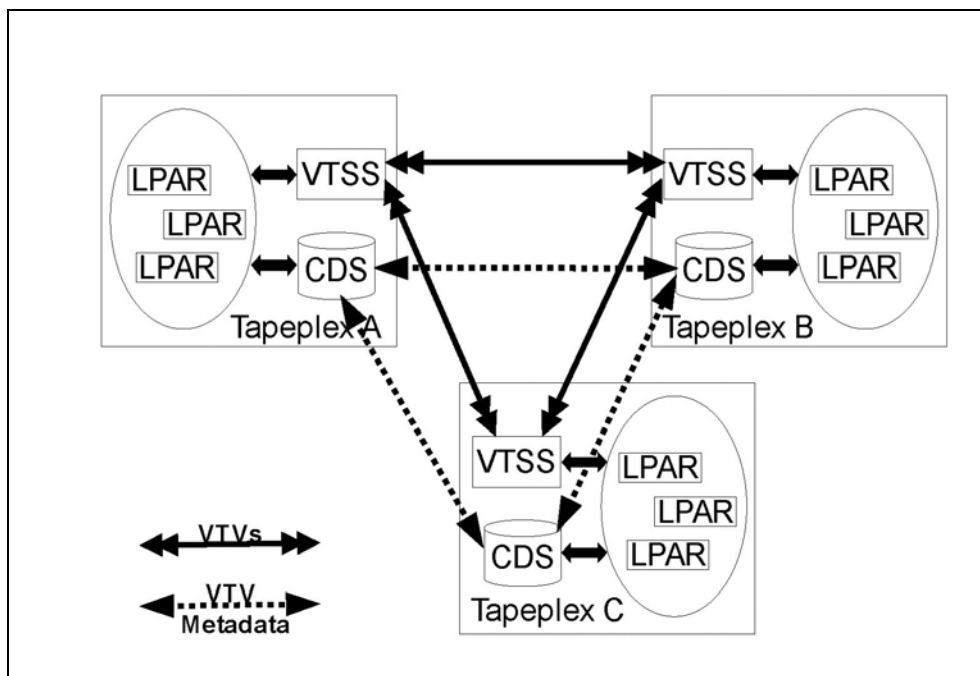 LPAR
LPAR
LPAR
VTSS
CDS
Tapeplex A
VTSS
CDS
LPAR
LPAR
LPAR
Tapeplex B
VTSS
CDS
LPAR
LPAR
LPAR
Tapeplex C
VTVs
VTV
Metadata